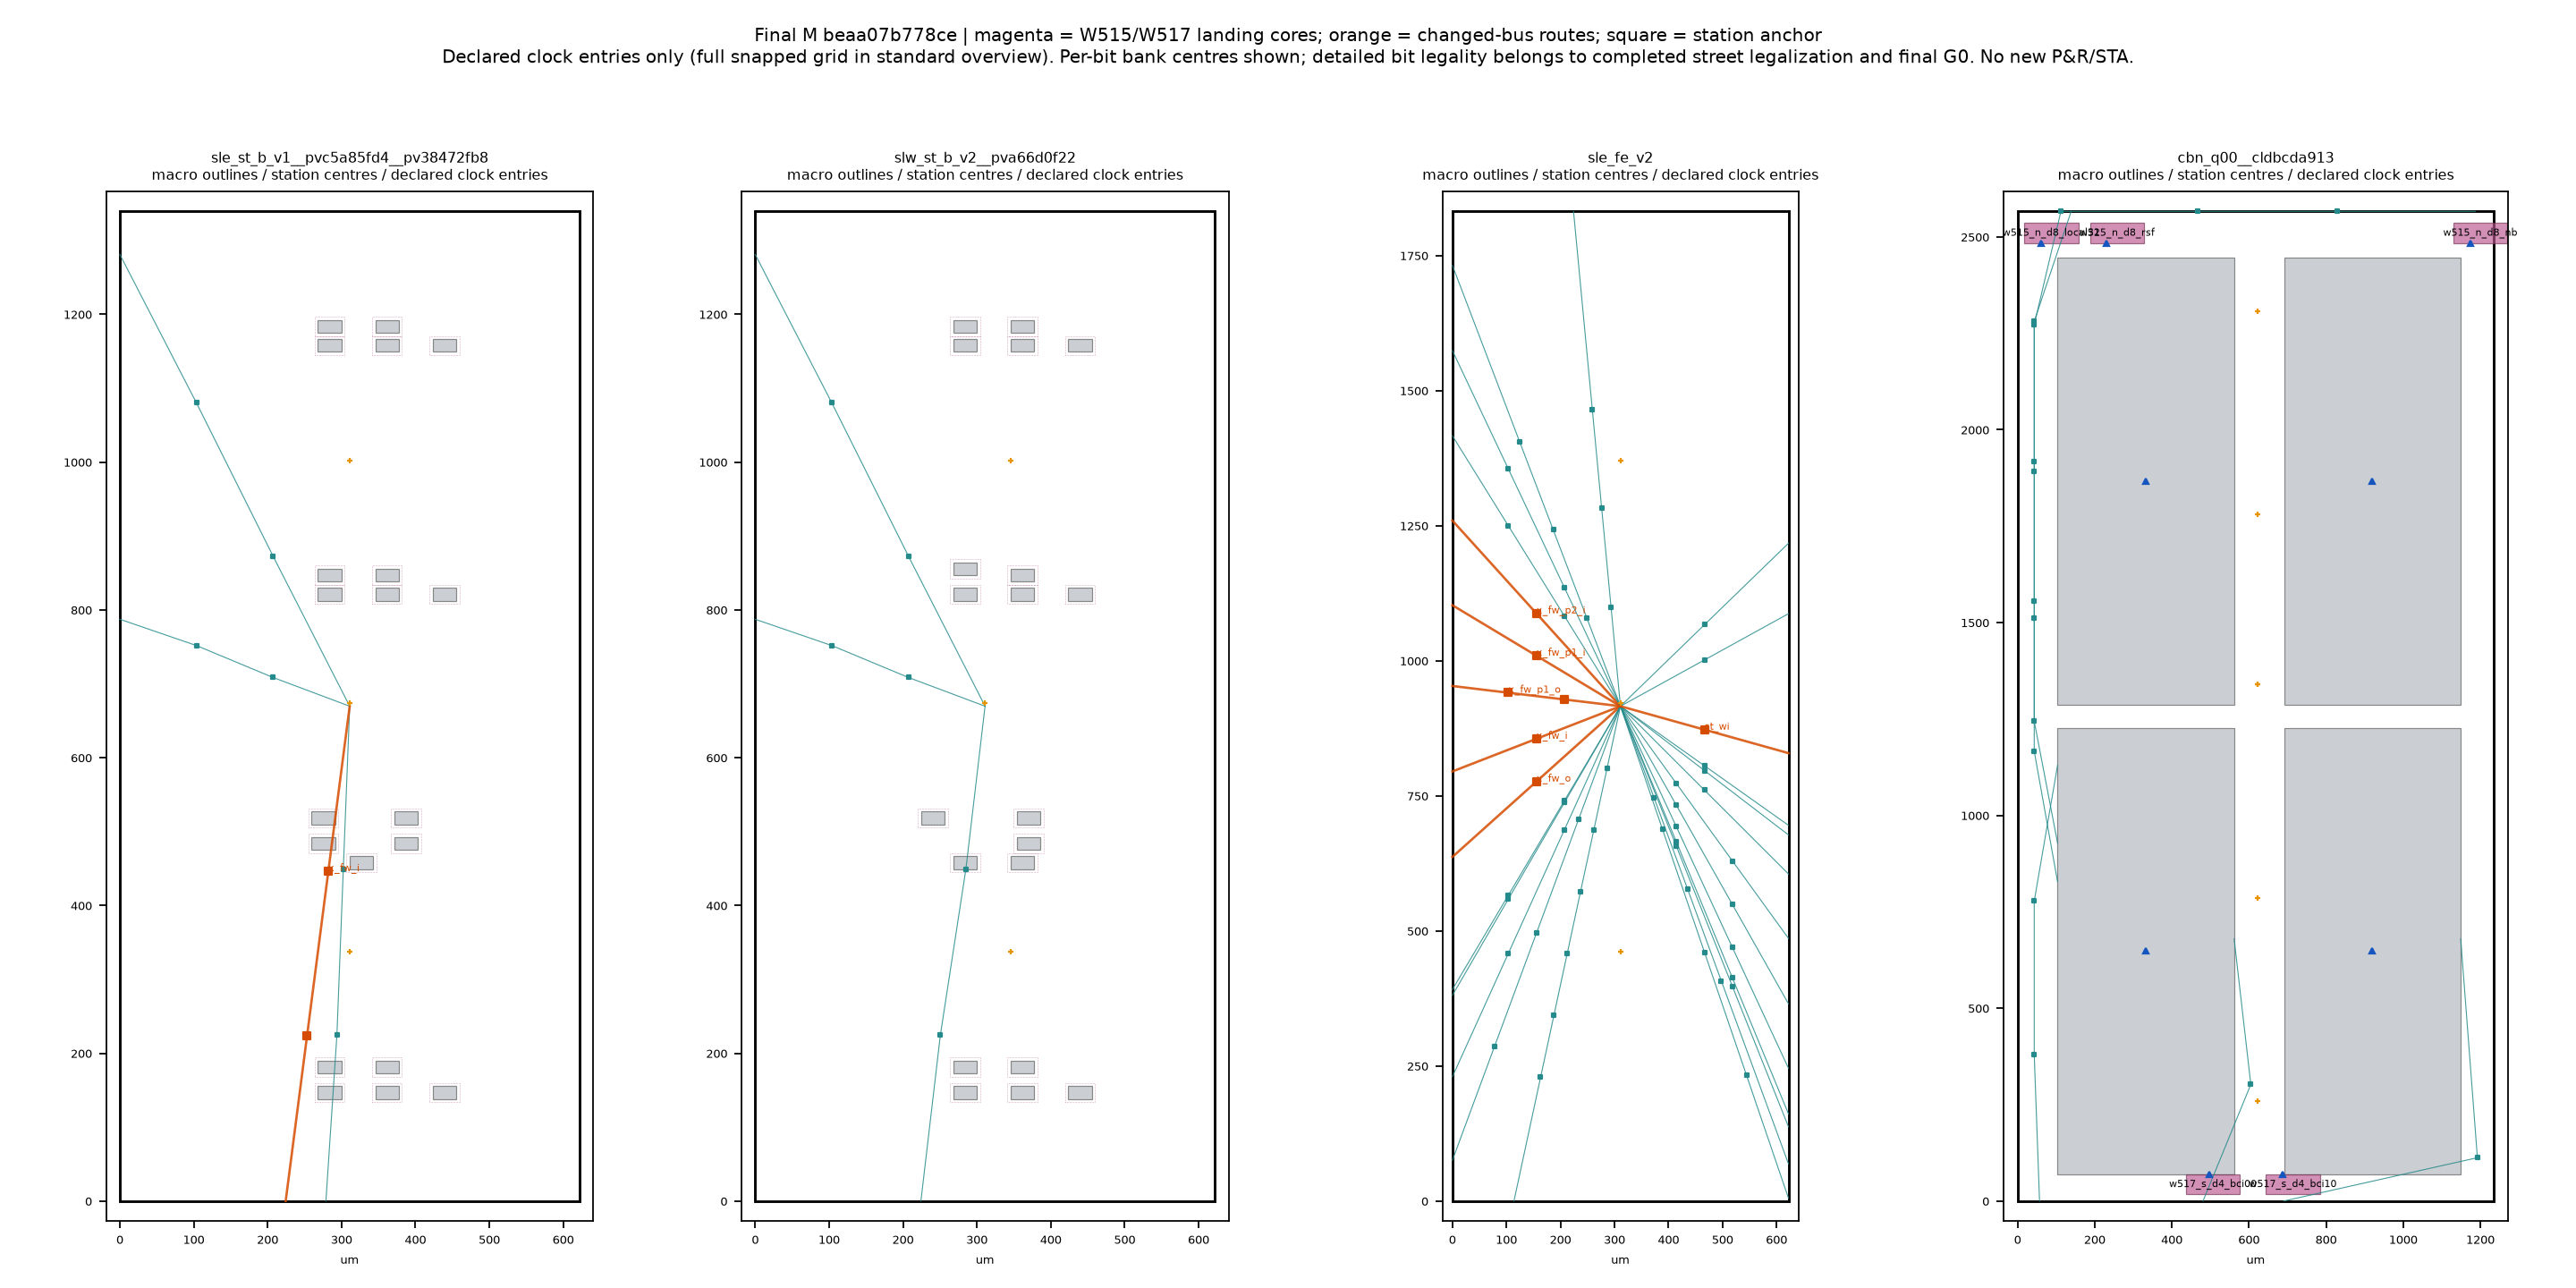 Final M beaa07b778ce | magenta = W515/W517 landing cores; orange = changed-bus routes; square = station anchor
Declared clock entries only (full snapped grid in standard overview). Per-bit bank centres shown; detailed bit legality belongs to completed street legalization and final G0. No new P&R/STA.
sle_st_b_v1__pvc5a85fd4__pv38472fb8
macro outlines / station centres / declared clock entries
1200
1000
800
600
400
200
0
0 100 200 300 400 500 600
um
slw_st_b_v2__pva66d0f22
macro outlines / station centres / declared clock entries
1200
1000
800
600
400
200
0
0 100 200 300 400 500 600
um
sle_fe_v2
macro outlines / station centres / declared clock entries
1750
1500
1250
1000
750
500
250
0
_fw_p2_i
_fw_p1_i
_fw_p1_o
_fw_i
_fw_o
0 100 200 300 400 500 600
um
cbn_q00__cldbcda913
macro outlines / station centres / declared clock entries
2500
2000
1500
1000
500
0
w515_n_d8_rsf
w515_n_d8_nb
w517_s_d4_bci10
0 200 400 600 800 1000 1200
um